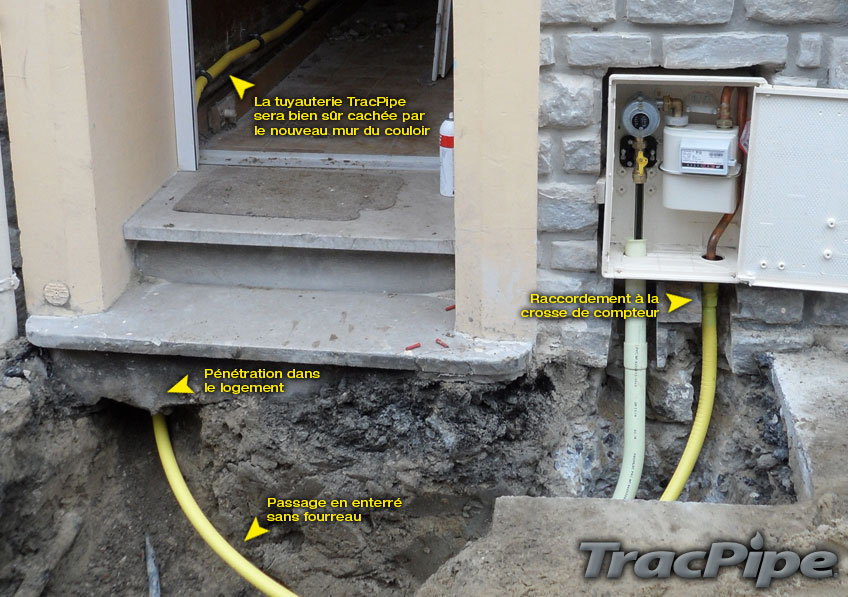 La tuyauterie TracPipe
sera bien sûr cachée par
le nouveau mur du couloir
Raccordement à la
crosse de compteur
Pénétration dans
le logement
Passage en enterré
sans fourreau
TracPipe